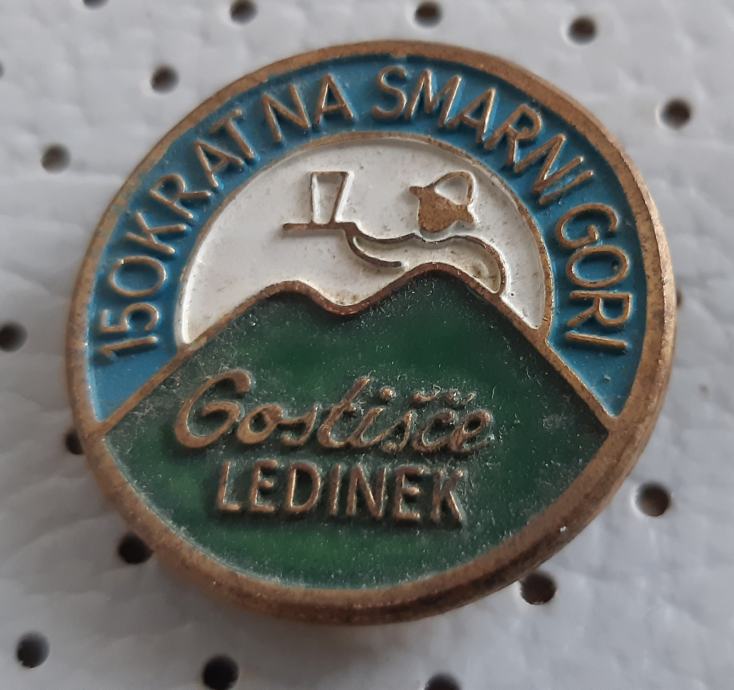 150KRAT NA SMARNI GORI
Gostišče
LEDINEK